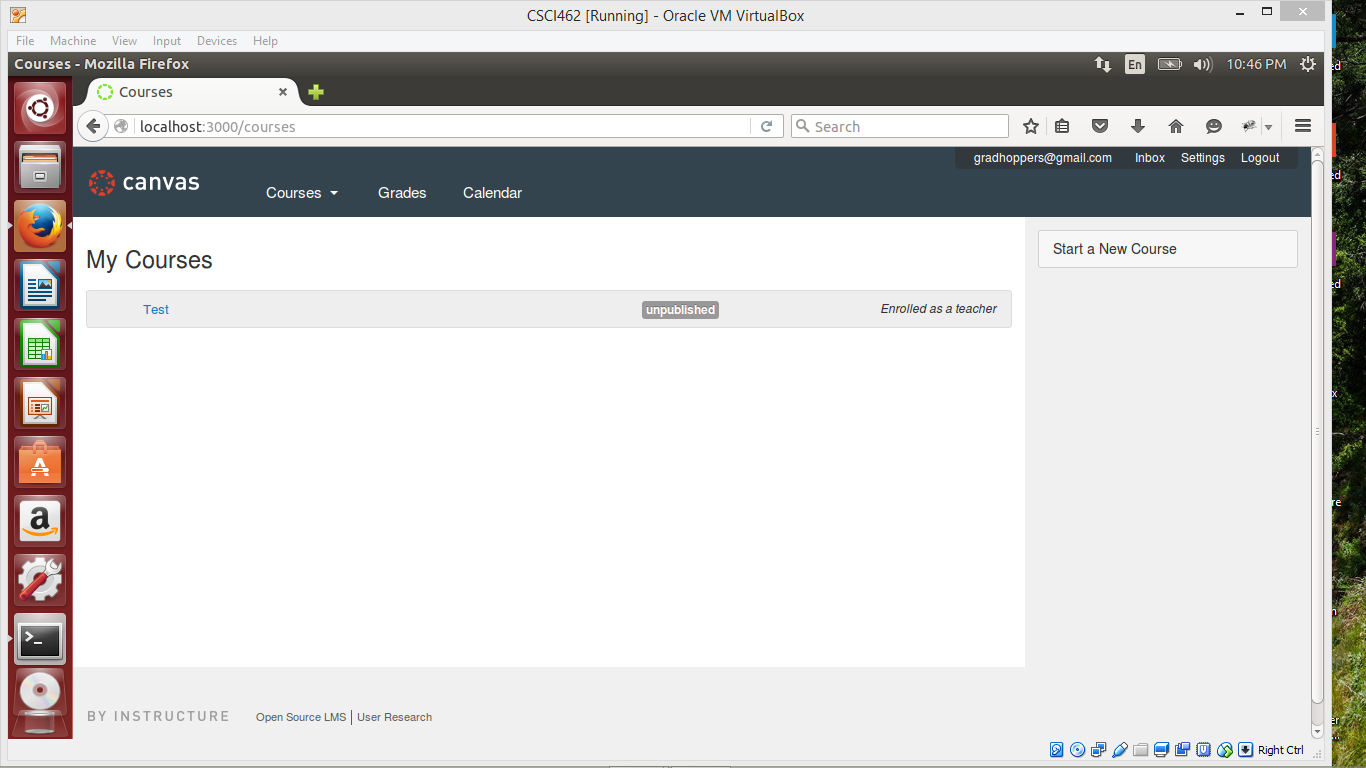 CSCI462 [Running] - Oracle VM VirtualBox
File Machine View Input Devices Help
Courses - Mozilla Firefox
En
10:46 PM
Courses
localhost:3000/courses
Search
gradhoppers@gmail.com Inbox Settings Logout
canvas
Courses Grades Calendar
My Courses
Start a New Course
Test unpublished Enrolled as a teacher
BY INSTRUCTURE Open Source LMS | User Research
Right Ctrl